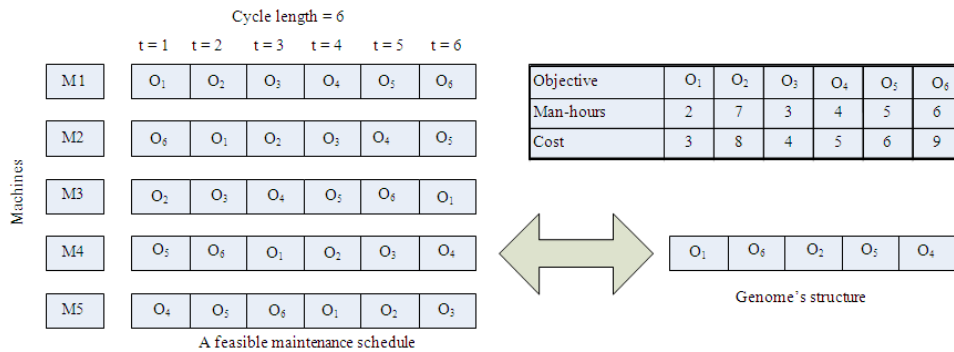 Cycle length = 6
t = 1 t = 2 t = 3 t = 4 t = 5 t = 6
Machines
M1 O₁ O₂ O₃ O₄ O₅ O₆
M2 O₆ O₁ O₂ O₃ O₄ O₅
M3 O₂ O₃ O₄ O₅ O₆ O₁
M4 O₅ O₆ O₁ O₂ O₃ O₄
M5 O₄ O₅ O₆ O₁ O₂ O₃
A feasible maintenance schedule
Objective O₁ O₂ O₃ O₄ O₅ O₆
Man-hours 2 7 3 4 5 6
Cost 3 8 4 5 6 9
O₁ O₆ O₂ O₅ O₄
Genome's structure